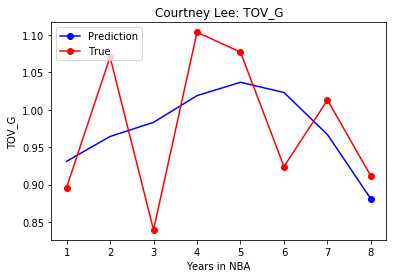 Courtney Lee: TOV_G
Prediction
True
1.10
1.05
1.00
0.95
0.90
0.85
TOV_G
1 2 3 4 5 6 7 8
Years in NBA